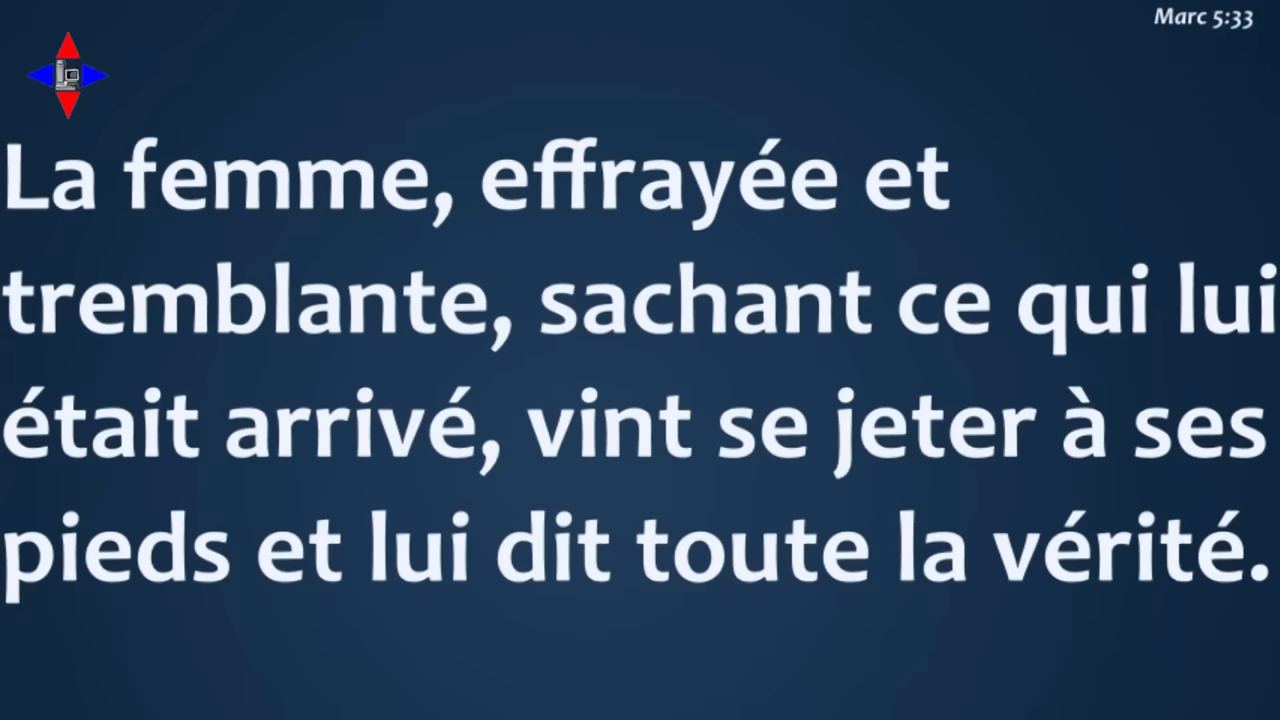 Marc 5:33
La femme, effrayée et
tremblante, sachant ce qui lui
était arrivé, vint se jeter à ses
pieds et lui dit toute la vérité.